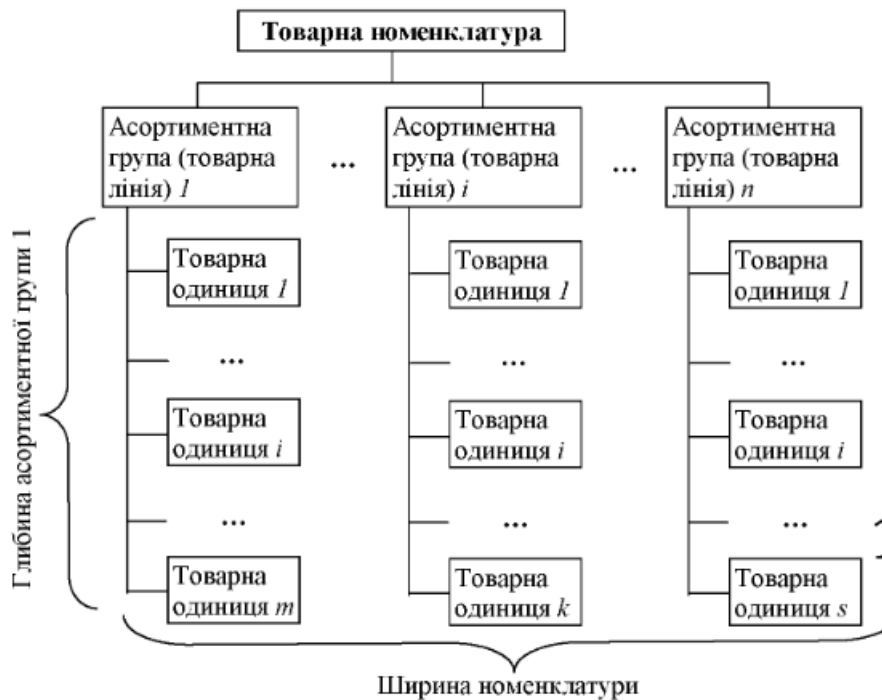 Товарна номенклатура
Асортиментна
група (товарна
лінія) 1
...
Асортиментна
група (товарна
лінія) i
...
Асортиментна
група (товарна
лінія) n
Глибина асортиментної групи 1
Товарна
одиниця 1
...
Товарна
одиниця i
...
Товарна
одиниця m
Товарна
одиниця 1
...
Товарна
одиниця i
...
Товарна
одиниця k
Товарна
одиниця 1
...
Товарна
одиниця i
...
Товарна
одиниця s
Ширина номенклатури